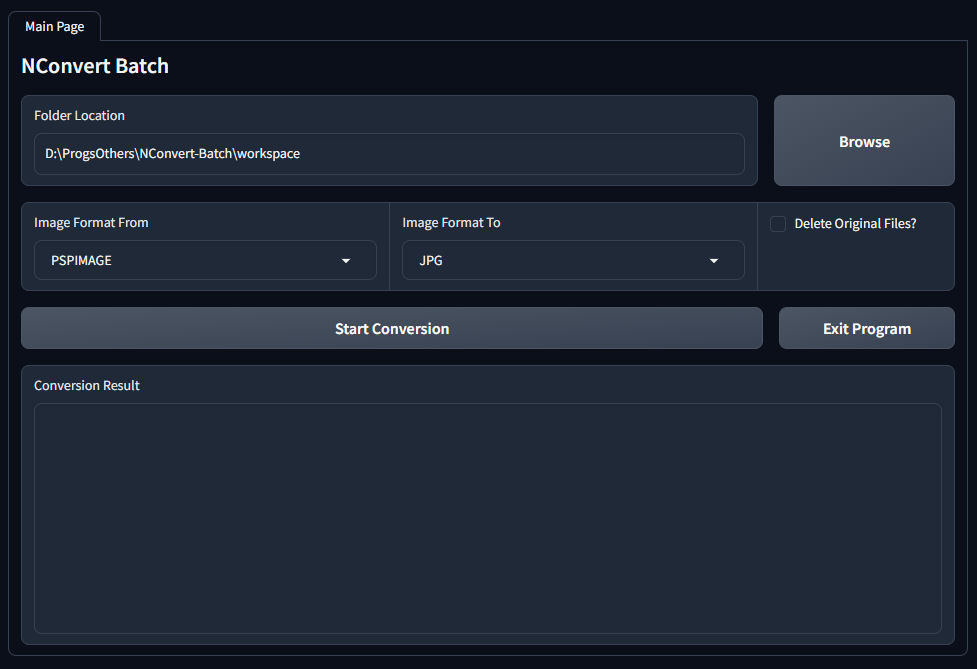 Main Page
NConvert Batch
Folder Location
D:\ProgsOthers\NConvert-Batch\workspace
Browse
Image Format From
Image Format To
Delete Original Files?
PSPIMAGE
JPG
Start Conversion
Exit Program
Conversion Result